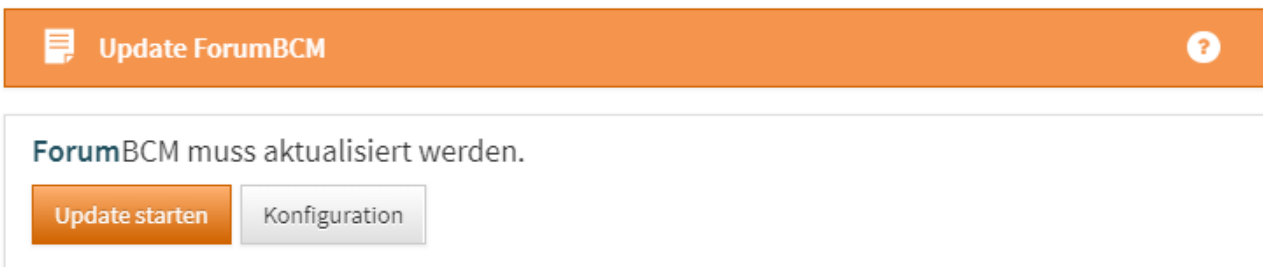 Update ForumBCM
?
ForumBCM muss aktualisiert werden.
Update starten
Konfiguration